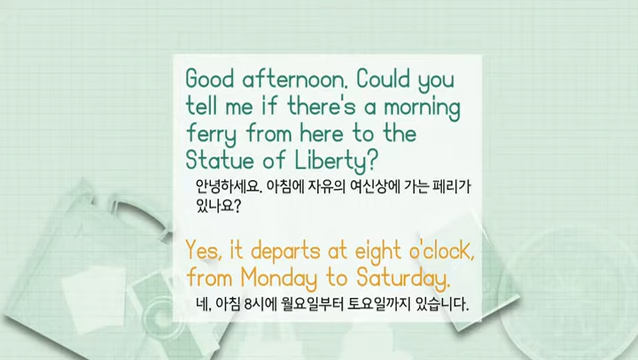 Good afternoon. Could you
tell me if there's a morning
ferry from here to the
Statue of Liberty?
안녕하세요. 아침에 자유의 여신상에 가는 페리가
있나요?
Yes, it departs at eight o'clock,
from Monday to Saturday.
네, 아침 8시에 월요일부터 토요일까지 있습니다.